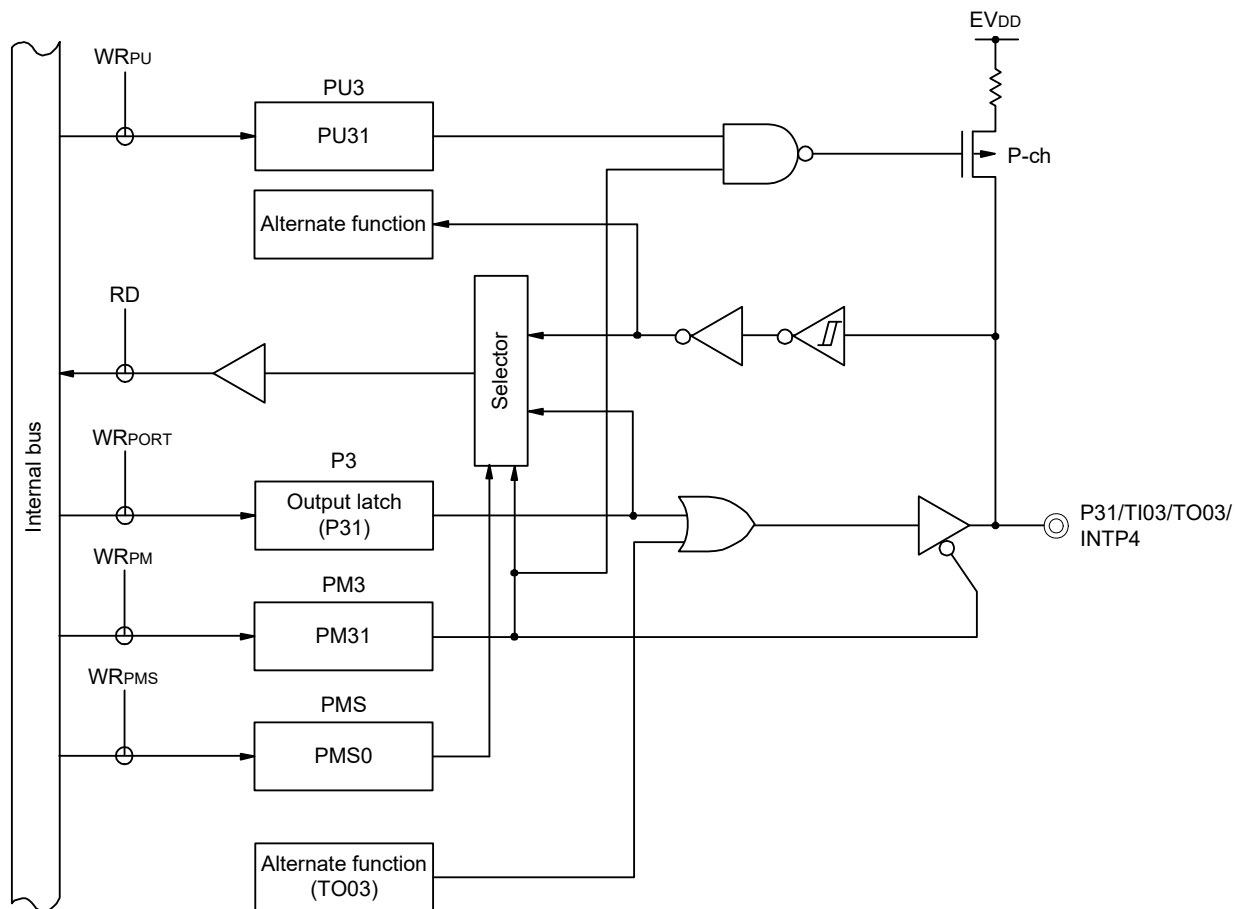 EVDD
WRPU
PU3
PU31
P-ch
Alternate function
RD
Selector
Internal bus
WRPORT
P3
Output latch
(P31)
P31/TI03/TO03/
INTP4
WRPM
PM3
PM31
WRPMS
PMS
PMS0
Alternate function
(TO03)